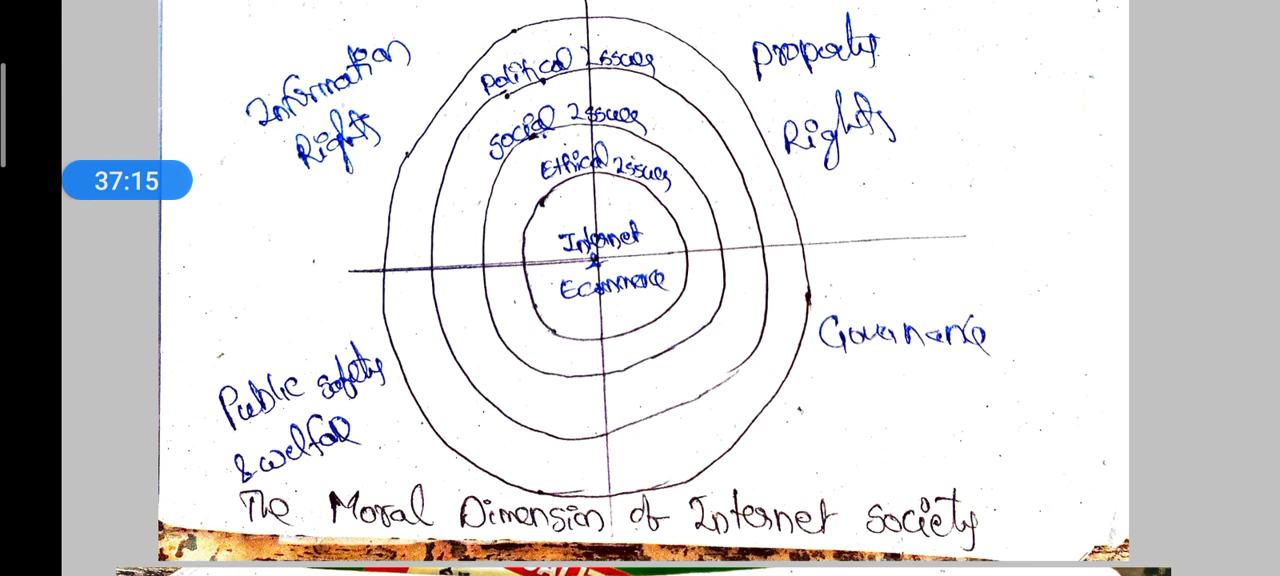 Information
Rights
Property
Rights
Political Issues
Social Issues
Ethical Issues
37:15
Internet
&
Ecommerce
Governance
Public safety
& welfare
The Moral Dimension of Internet society